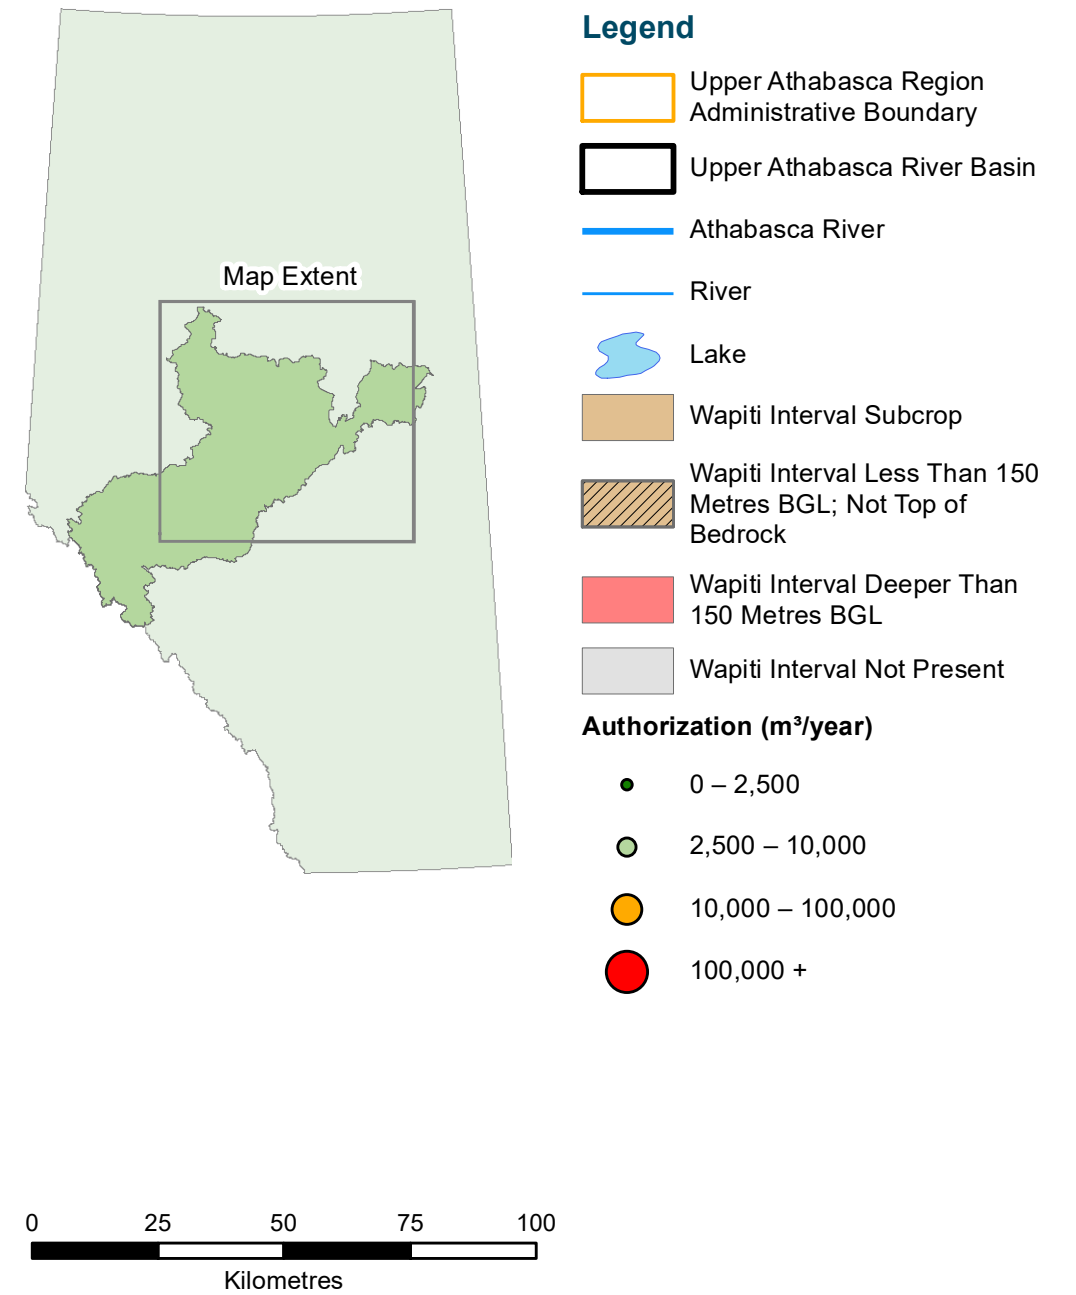 Map Extent
Legend
Upper Athabasca Region
Administrative Boundary
Upper Athabasca River Basin
Athabasca River
River
Lake
Wapiti Interval Subcrop
Wapiti Interval Less Than 150
Metres BGL; Not Top of
Bedrock
Wapiti Interval Deeper Than
150 Metres BGL
Wapiti Interval Not Present
Authorization (m³/year)
0 – 2,500
2,500 – 10,000
10,000 – 100,000
100,000 +
0 25 50 75 100
Kilometres